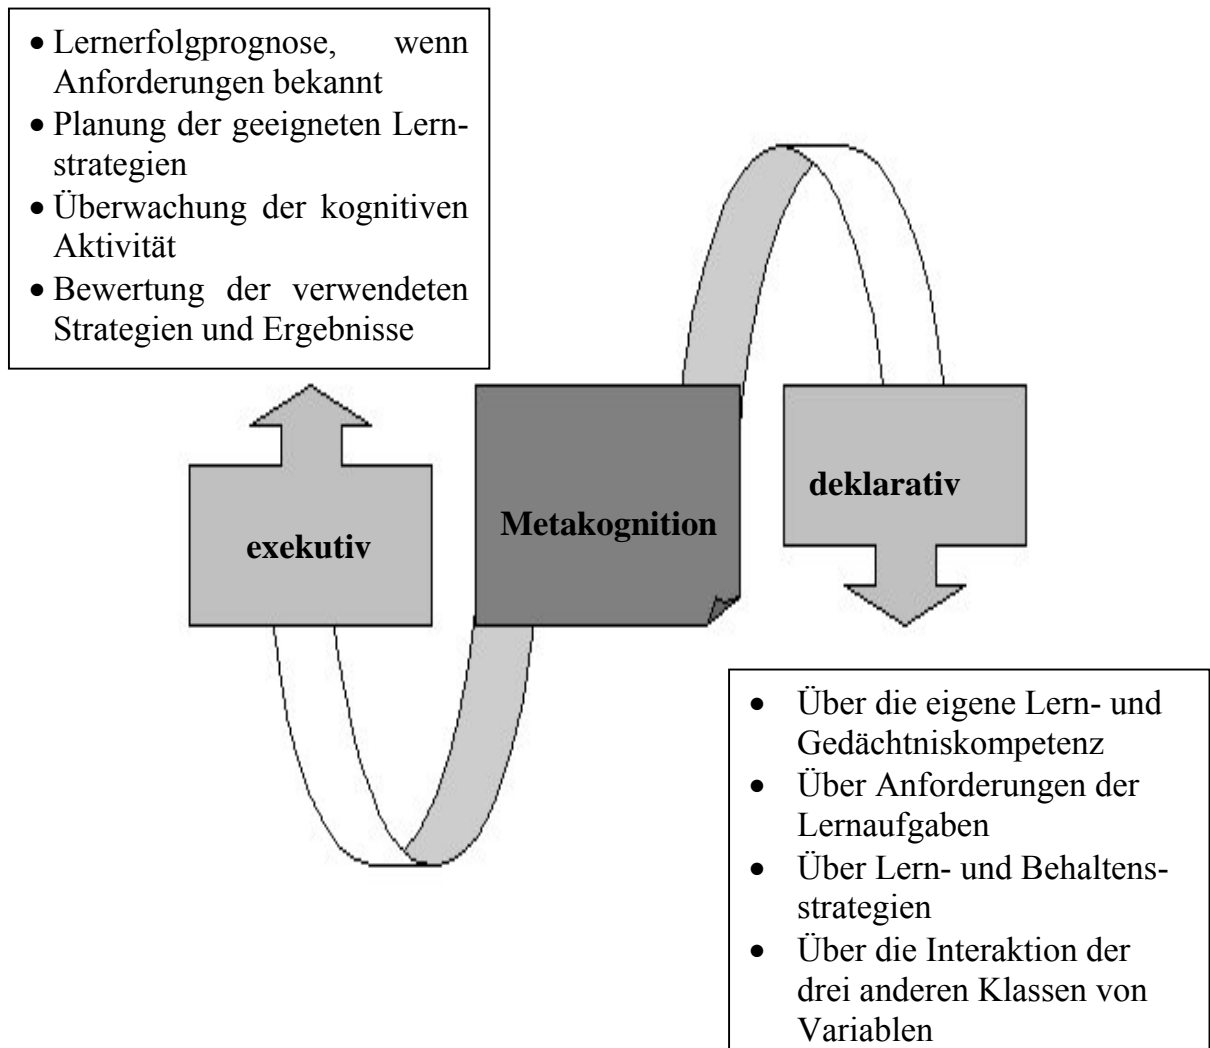 • Lernerfolgprognose, wenn
Anforderungen bekannt
• Planung der geeigneten Lern-
strategien
• Überwachung der kognitiven
Aktivität
• Bewertung der verwendeten
Strategien und Ergebnisse
exekutiv
Metakognition
deklarativ
• Über die eigene Lern- und
Gedächtniskompetenz
• Über Anforderungen der
Lernaufgaben
• Über Lern- und Behaltens-
strategien
• Über die Interaktion der
drei anderen Klassen von
Variablen